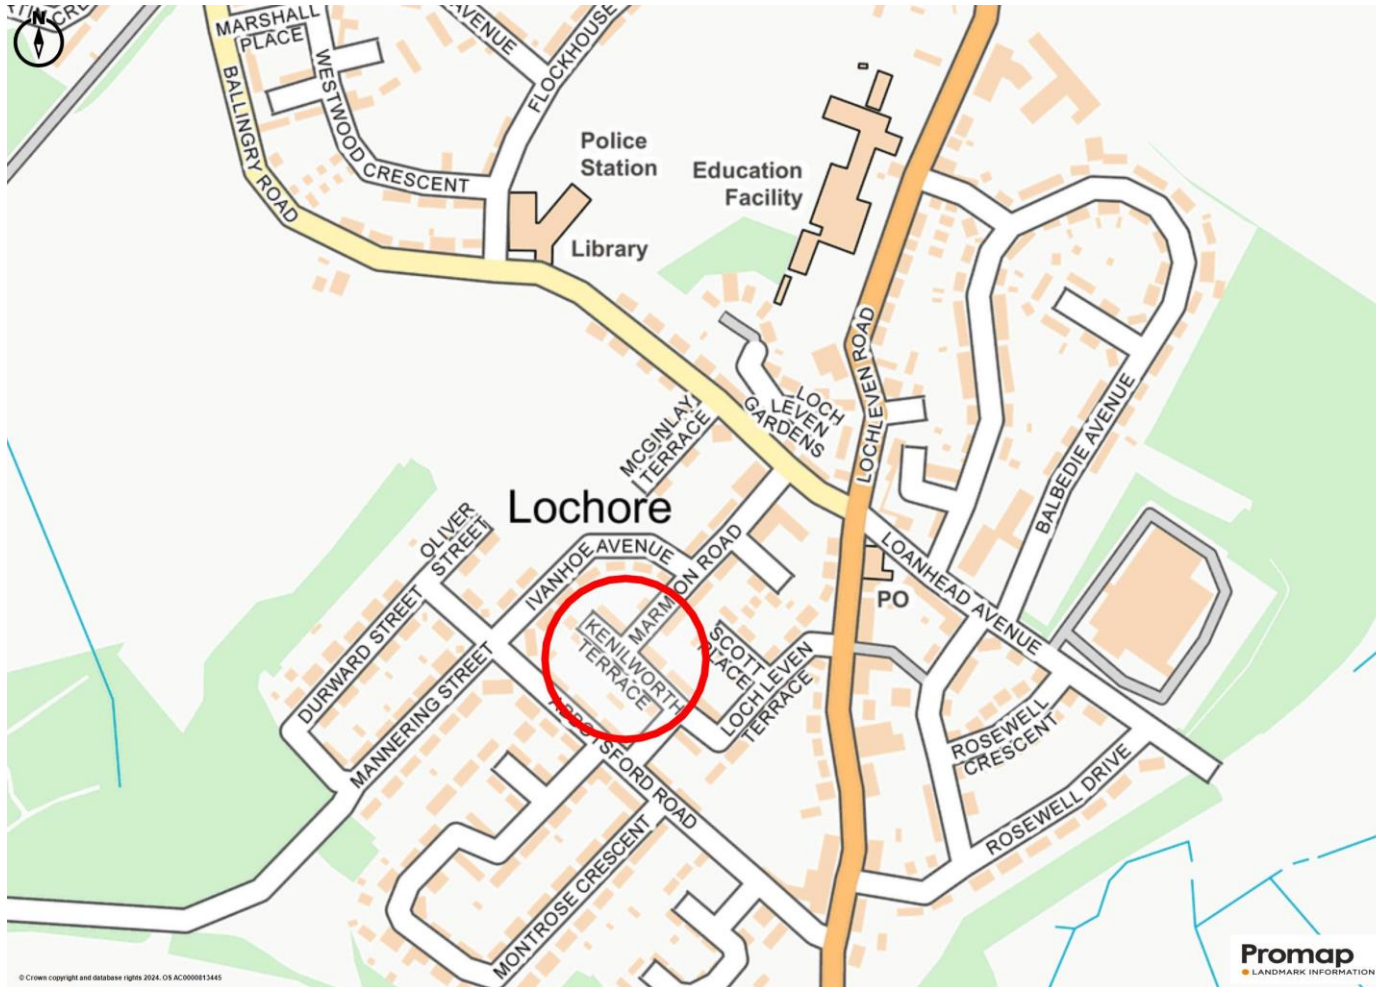 N
MARSHALL
PLACE
AVENUE
FLOCKHOUSE
WESTWOOD CRESCENT
BALLINGRY ROAD
Police
Station
Library
Education
Facility
LOCHLEVEN ROAD
LOCH
LEVEN
GARDENS
MCGINLAY
TERRACE
BALBEDIE AVENUE
Lochore
OLIVER
STREET
IVANHOE AVENUE
MARMION ROAD
LOANHEAD AVENUE
PO
DURWARD STREET
KENILWORTH
TERRACE
SCOTT
PLACE
LOCHLEVEN
TERRACE
MANNERING STREET
ABBOTSFORD ROAD
ROSEWELL
CRESCENT
ROSEWELL DRIVE
MONTROSE CRESCENT
Promap
LANDMARK INFORMATION
© Crown copyright and database rights 2024. OS AC0000813445